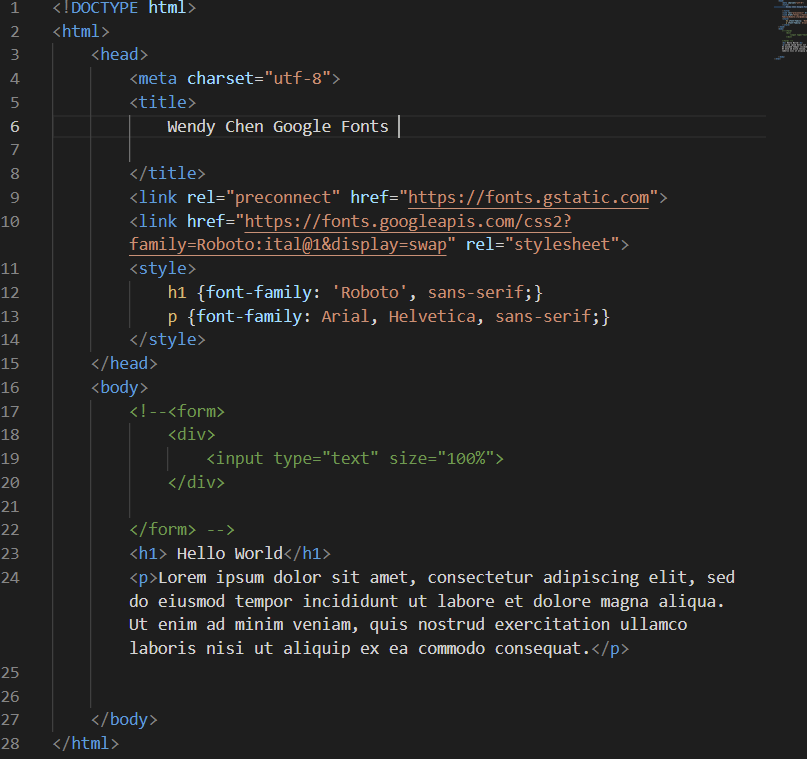 1 <!DOCTYPE html>
2 <html>
3 <head>
4 <meta charset="utf-8">
5 <title>
6 Wendy Chen Google Fonts
7
8 </title>
9 <link rel="preconnect" href="https://fonts.gstatic.com">
10 <link href="https://fonts.googleapis.com/css2?
family=Roboto:ital@1&display=swap" rel="stylesheet">
11 <style>
12 h1 {font-family: 'Roboto', sans-serif;}
13 p {font-family: Arial, Helvetica, sans-serif;}
14 </style>
15 </head>
16 <body>
17 <!--<form>
18 <div>
19 <input type="text" size="100%">
20 </div>
21
22 </form> -->
23 <h1> Hello World</h1>
24 <p>Lorem ipsum dolor sit amet, consectetur adipiscing elit, sed
do eiusmod tempor incididunt ut labore et dolore magna aliqua.
Ut enim ad minim veniam, quis nostrud exercitation ullamco
laboris nisi ut aliquip ex ea commodo consequat.</p>
25
26
27 </body>
28 </html>